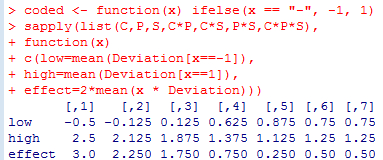 > coded <- function(x) ifelse(x == "-", -1, 1)
> sapply(list(C,P,S,C*P,C*S,P*S,C*P*S),
+ function(x)
+ c(low=mean(Deviation[x==-1]),
+ high=mean(Deviation[x==1]),
+ effect=2*mean(x * Deviation)))
[,1] [,2] [,3] [,4] [,5] [,6] [,7]
low -0.5 -0.125 0.125 0.625 0.875 0.75 0.75
high 2.5 2.125 1.875 1.375 1.125 1.25 1.25
effect 3.0 2.250 1.750 0.750 0.250 0.50 0.50